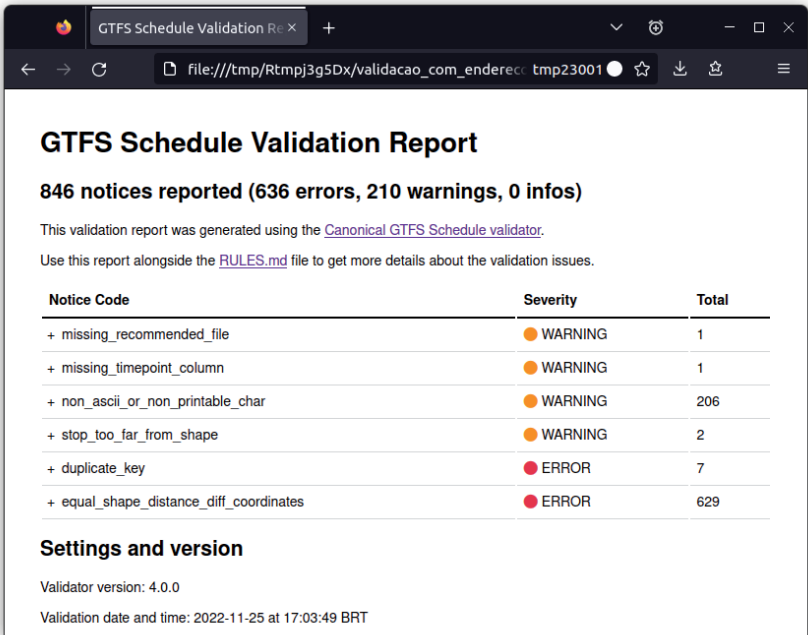 GTFS Schedule Validation Re
file:///tmp/Rtmpj3g5Dx/validacao_com_enderec tmp23001
GTFS Schedule Validation Report
846 notices reported (636 errors, 210 warnings, 0 infos)
This validation report was generated using the Canonical GTFS Schedule validator.
Use this report alongside the RULES.md file to get more details about the validation issues.
Notice Code Severity Total
+ missing_recommended_file WARNING 1
+ missing_timepoint_column WARNING 1
+ non_ascii_or_non_printable_char WARNING 206
+ stop_too_far_from_shape WARNING 2
+ duplicate_key ERROR 7
+ equal_shape_distance_diff_coordinates ERROR 629
Settings and version
Validator version: 4.0.0
Validation date and time: 2022-11-25 at 17:03:49 BRT